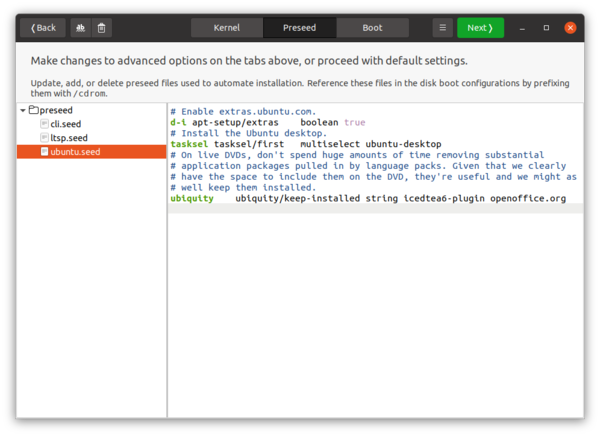 ❬Back
Kernel
Preseed
Boot
Next❭
Make changes to advanced options on the tabs above, or proceed with default settings.
Update, add, or delete preseed files used to automate installation. Reference these files in the disk boot configurations by prefixing
them with /cdrom.
preseed
cli.seed
ltsp.seed
ubuntu.seed
# Enable extras.ubuntu.com.
d-i apt-setup/extras    boolean true
# Install the Ubuntu desktop.
tasksel tasksel/first   multiselect ubuntu-desktop
# On live DVDs, don't spend huge amounts of time removing substantial
# application packages pulled in by language packs. Given that we clearly
# have the space to include them on the DVD, they're useful and we might as
# well keep them installed.
ubiquity    ubiquity/keep-installed string icedtea6-plugin openoffice.org